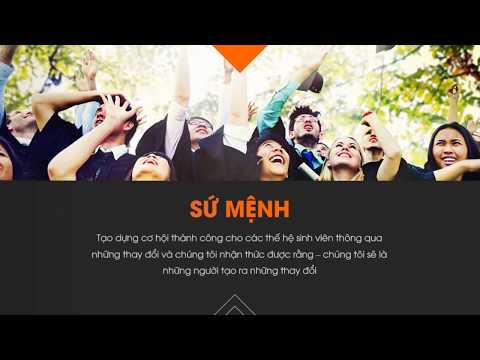 SỨ MỆNH
Tạo dựng cơ hội thành công cho các thế hệ sinh viên thông qua
những thay đổi và chúng tôi nhận thức được rằng – chúng tôi sẽ là
những người tạo ra những thay đổi